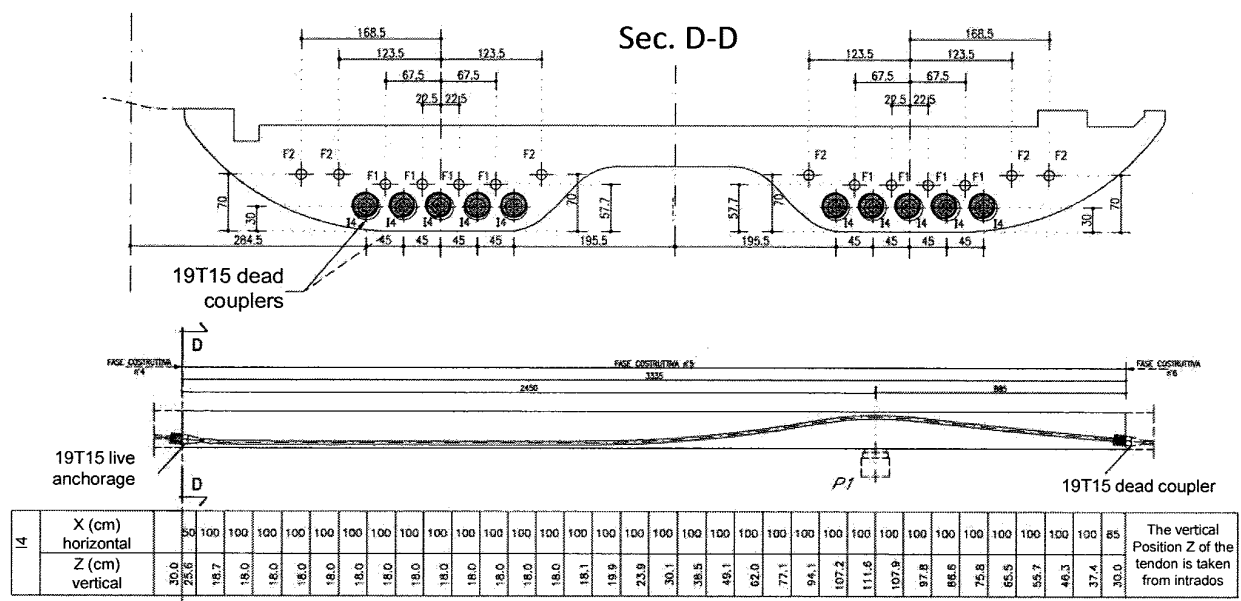 Sec. D-D
168.5
168.5
123.5 123.5
123.5 123.5
67.5 67.5
67.5 67.5
22.5 22.5
22.5 22.5
F2 F2 F2 F2 F2 F2
F1 F1 F1 F1 F1 F1 F1 F1
70 30 70 57.7 57.7 70 30 70
I4 I4 I4 I4 I4 I4 I4 I4 I4 I4
284.5 45 45 45 45 195.5 195.5 45 45 45 45
19T15 dead
couplers
D
FASE COSTRUTTIVA
n°4
FASE COSTRUTTIVA n°5
FASE COSTRUTTIVA
n°6
3335
2450 885
19T15 live
anchorage
D
P1
19T15 dead coupler
I4
X (cm)
horizontal
50 100 100 100 100 100 100 100 100 100 100 100 100 100 100 100 100 100 100 100 100 100 100 100 100 100 100 100 100 100 100 100 100 85
Z (cm)
vertical
30.0 25.6 18.7 18.0 18.0 18.0 18.0 18.0 18.0 18.0 18.0 18.0 18.0 18.0 18.0 18.1 19.9 23.9 30.1 38.5 49.1 62.0 77.1 94.1 107.2 111.6 107.9 97.8 86.6 75.8 65.5 55.7 46.3 37.4 30.0
The vertical
Position Z of the
tendon is taken
from intrados